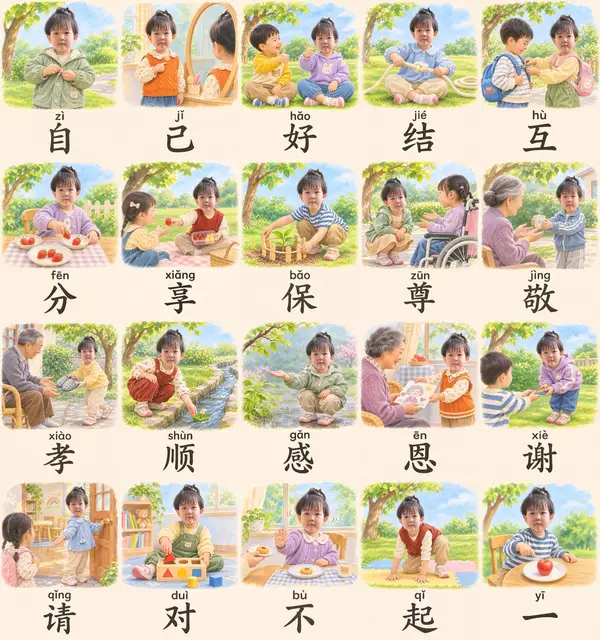 zì jǐ hǎo jié hù
自 己 好 结 互
fēn xiǎng bǎo zūn jìng
分 享 保 尊 敬
xiào shùn gǎn ēn xiè
孝 顺 感 恩 谢
qǐng duì bù qǐ yī
请 对 不 起 一